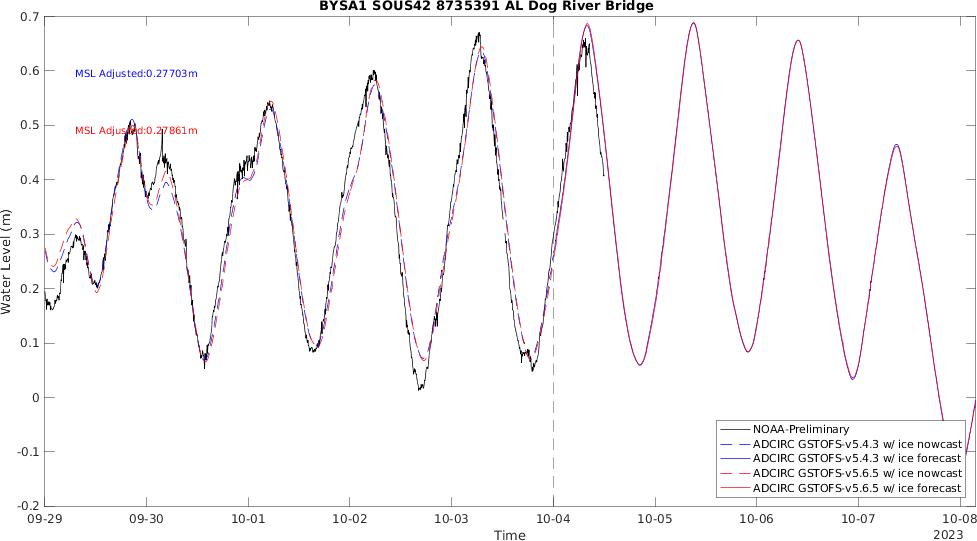 BYSA1 SOUS42 8735391 AL Dog River Bridge
0.7
0.6
0.5
0.4
0.3
0.2
0.1
0
-0.1
-0.2
Water Level (m)
MSL Adjusted:0.27703m
MSL Adjusted:0.27861m
NOAA-Preliminary
ADCIRC GSTOFS-v5.4.3 w/ ice nowcast
ADCIRC GSTOFS-v5.4.3 w/ ice forecast
ADCIRC GSTOFS-v5.6.5 w/ ice nowcast
ADCIRC GSTOFS-v5.6.5 w/ ice forecast
09-29 09-30 10-01 10-02 10-03 10-04 10-05 10-06 10-07 10-08
Time
2023